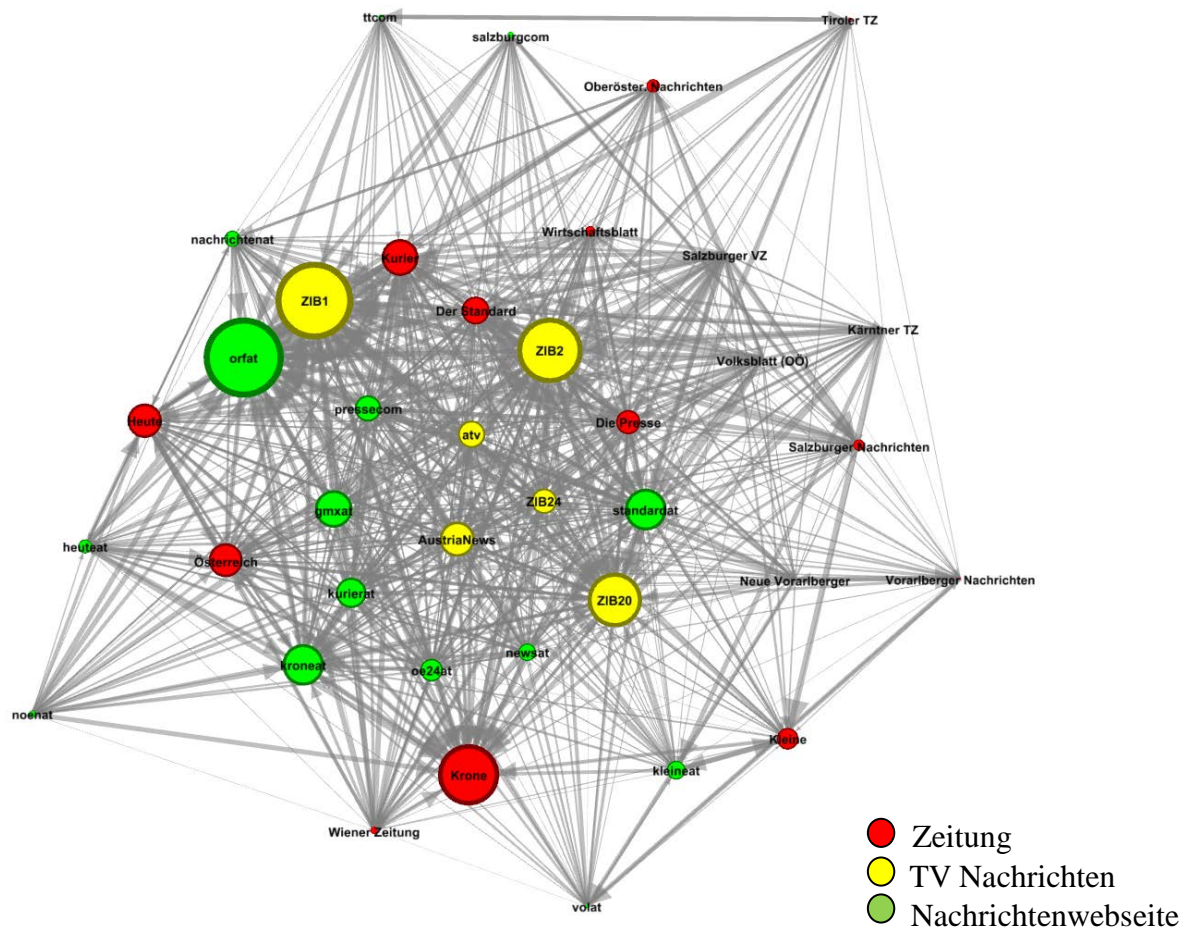 ttcom
Tiroler TZ
salzburgcom
Oberöster. Nachrichten
nachrichtenat
Wirtschaftsblatt
Kurier
Salzburger VZ
ZIB1
Der Standard
Kärntner TZ
ZIB2
orfat
Volksblatt (OÖ)
pressecom
Heute
Die Presse
atv
Salzburger Nachrichten
ZIB24
gmxat
standardat
AustriaNews
heuteat
Österreich
Neue Vorarlberger
Vorarlberger Nachrichten
kurierat
ZIB20
newsat
kroneat
oe24at
noenat
Kleine
kleineat
Krone
Wiener Zeitung
volat
Zeitung
TV Nachrichten
Nachrichtenwebseite